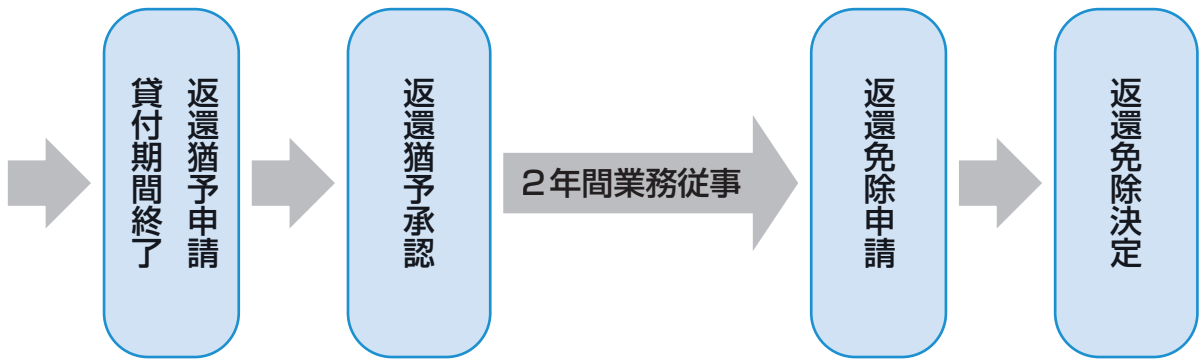 返還猶予申請
貸付期間終了
返還猶予承認
2年間業務従事
返還免除申請
返還免除決定